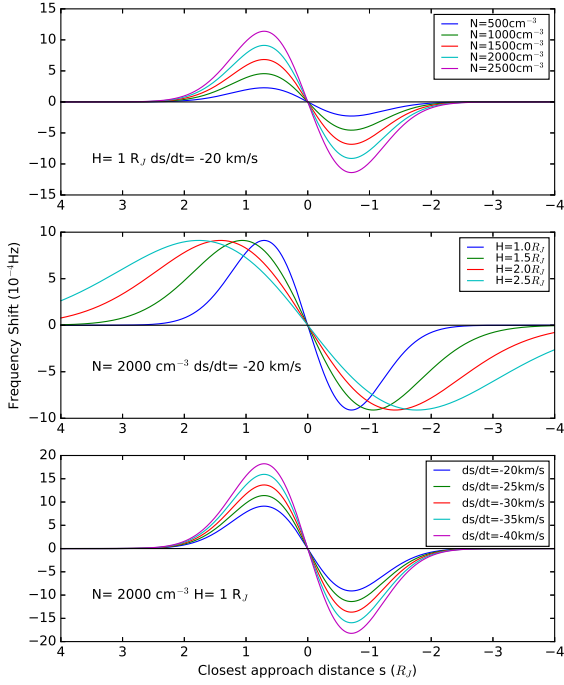 15
10
5
0
−5
−10
−15
4 3 2 1 0 −1 −2 −3 −4
N=500cm⁻³
N=1000cm⁻³
N=1500cm⁻³
N=2000cm⁻³
N=2500cm⁻³
H= 1 R_J ds/dt= -20 km/s
Frequency Shift (10⁻⁴Hz)
10
5
0
−5
−10
4 3 2 1 0 −1 −2 −3 −4
H=1.0R_J
H=1.5R_J
H=2.0R_J
H=2.5R_J
N= 2000 cm⁻³ ds/dt= -20 km/s
20
15
10
5
0
−5
−10
−15
−20
4 3 2 1 0 −1 −2 −3 −4
ds/dt=-20km/s
ds/dt=-25km/s
ds/dt=-30km/s
ds/dt=-35km/s
ds/dt=-40km/s
N= 2000 cm⁻³ H= 1 R_J
Closest approach distance s (R_J)